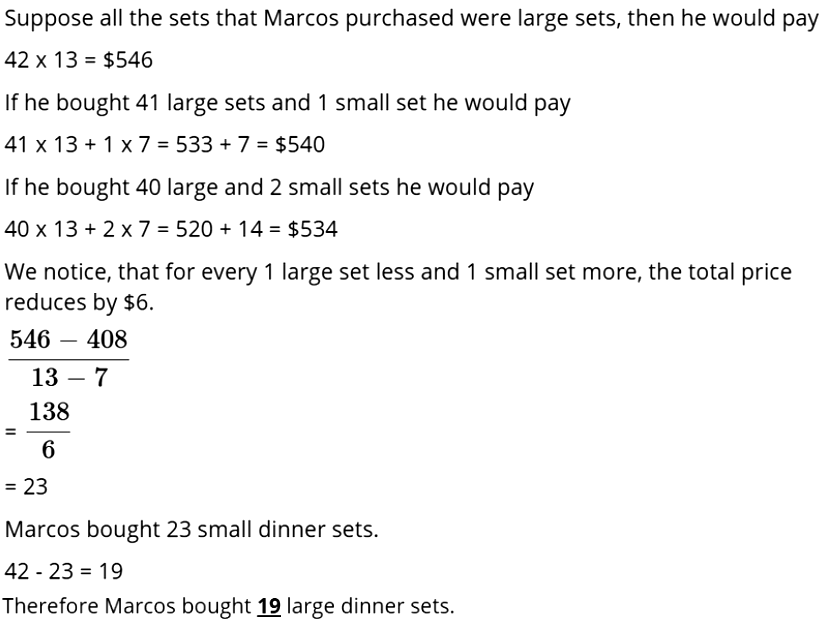 Suppose all the sets that Marcos purchased were large sets, then he would pay
42 x 13 = $546
If he bought 41 large sets and 1 small set he would pay
41 x 13 + 1 x 7 = 533 + 7 = $540
If he bought 40 large and 2 small sets he would pay
40 x 13 + 2 x 7 = 520 + 14 = $534
We notice, that for every 1 large set less and 1 small set more, the total price
reduces by $6.
546 − 408
13 − 7
138
=
6
= 23
Marcos bought 23 small dinner sets.
42 - 23 = 19
Therefore Marcos bought 19 large dinner sets.